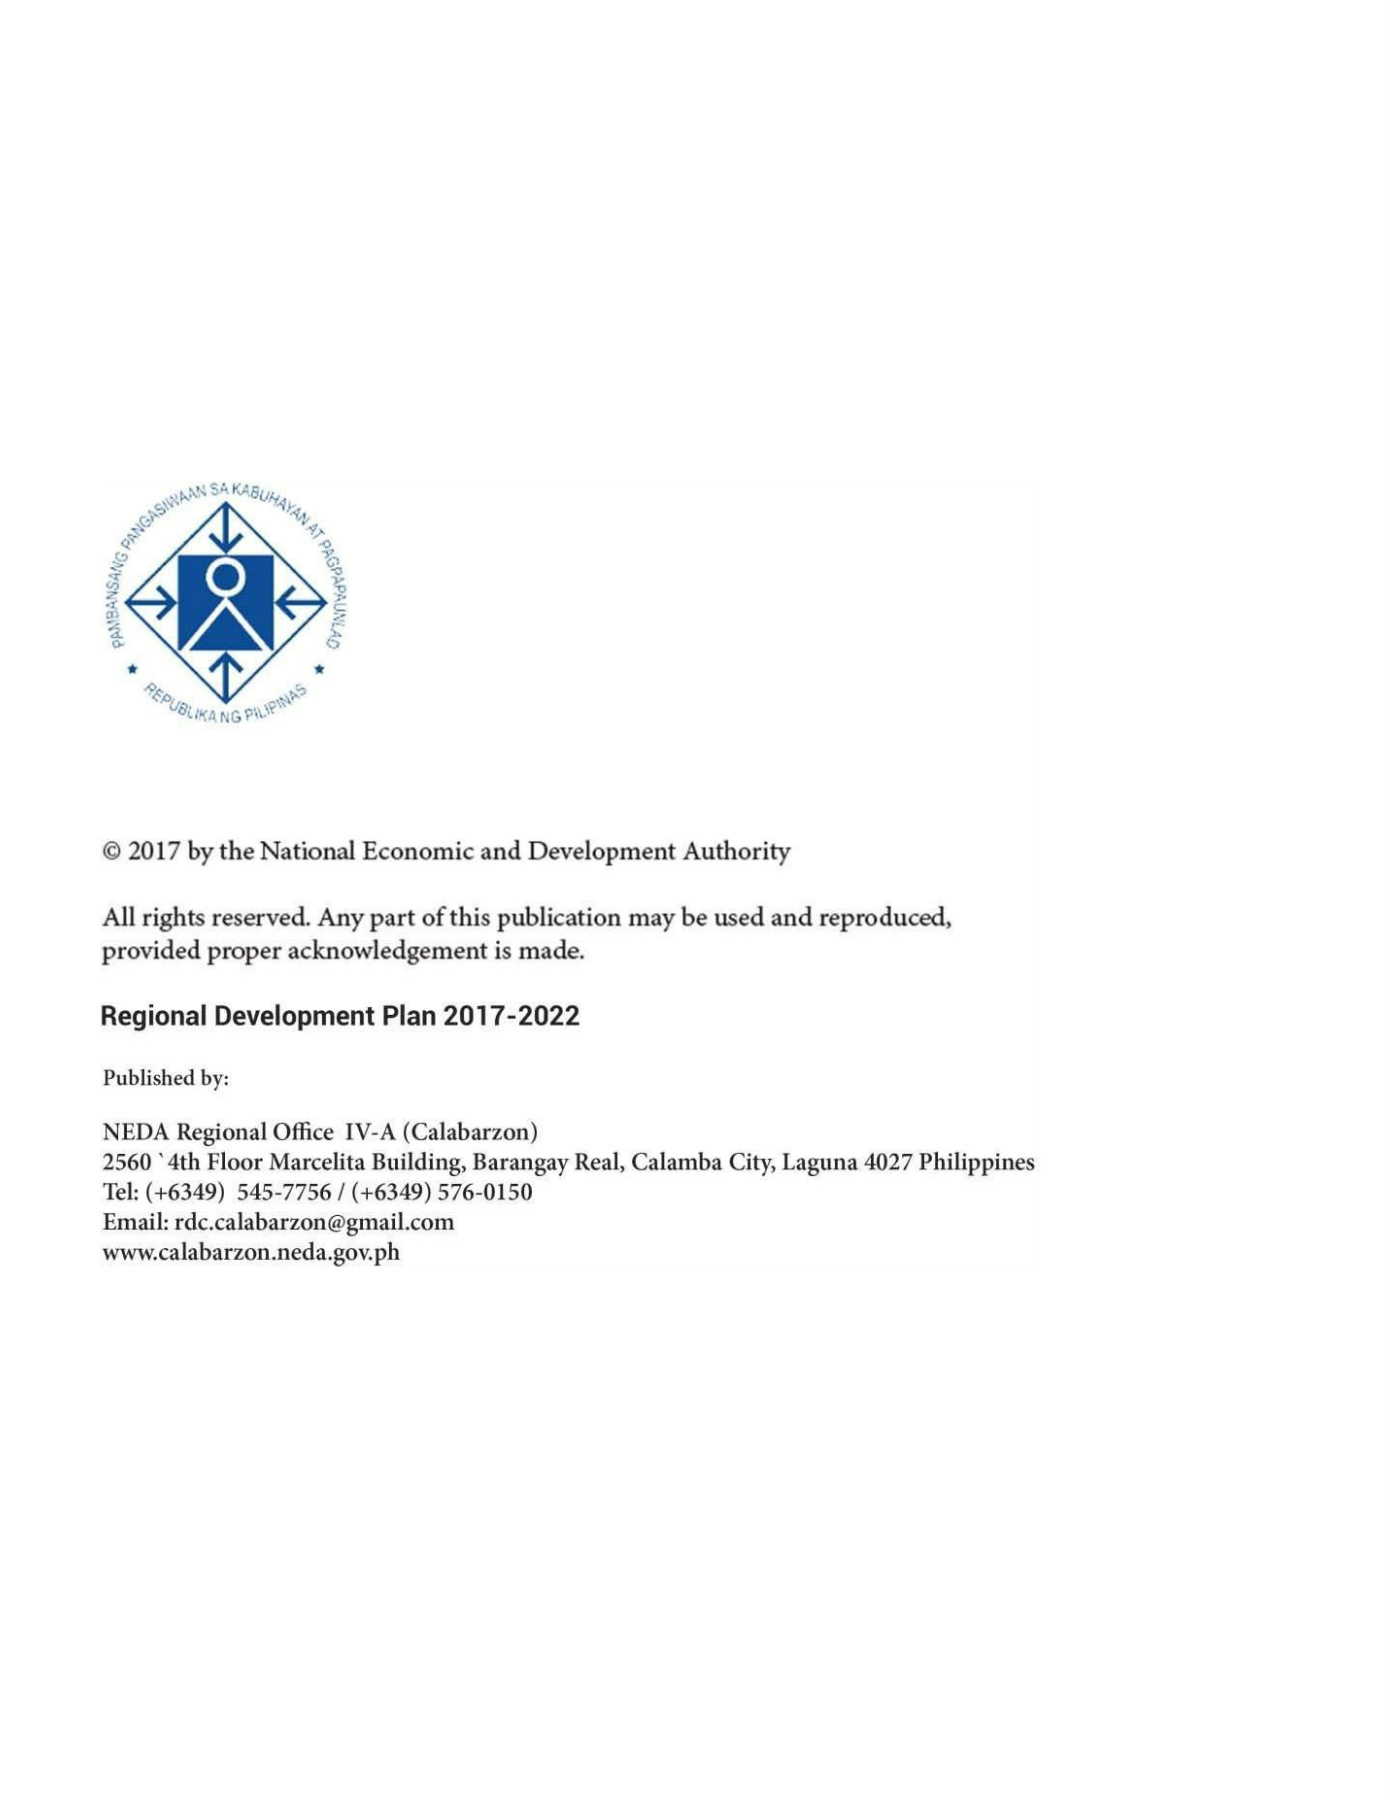 PAMBANSANG PANGASIWAAN SA KABUHAYAN AT PAGPAPAUNLAD
REPUBLIKA NG PILIPINAS
© 2017 by the National Economic and Development Authority
All rights reserved. Any part of this publication may be used and reproduced,
provided proper acknowledgement is made.
Regional Development Plan 2017-2022
Published by:
NEDA Regional Office IV-A (Calabarzon)
2560 `4th Floor Marcelita Building, Barangay Real, Calamba City, Laguna 4027 Philippines
Tel: (+6349) 545-7756 / (+6349) 576-0150
Email: rdc.calabarzon@gmail.com
www.calabarzon.neda.gov.ph